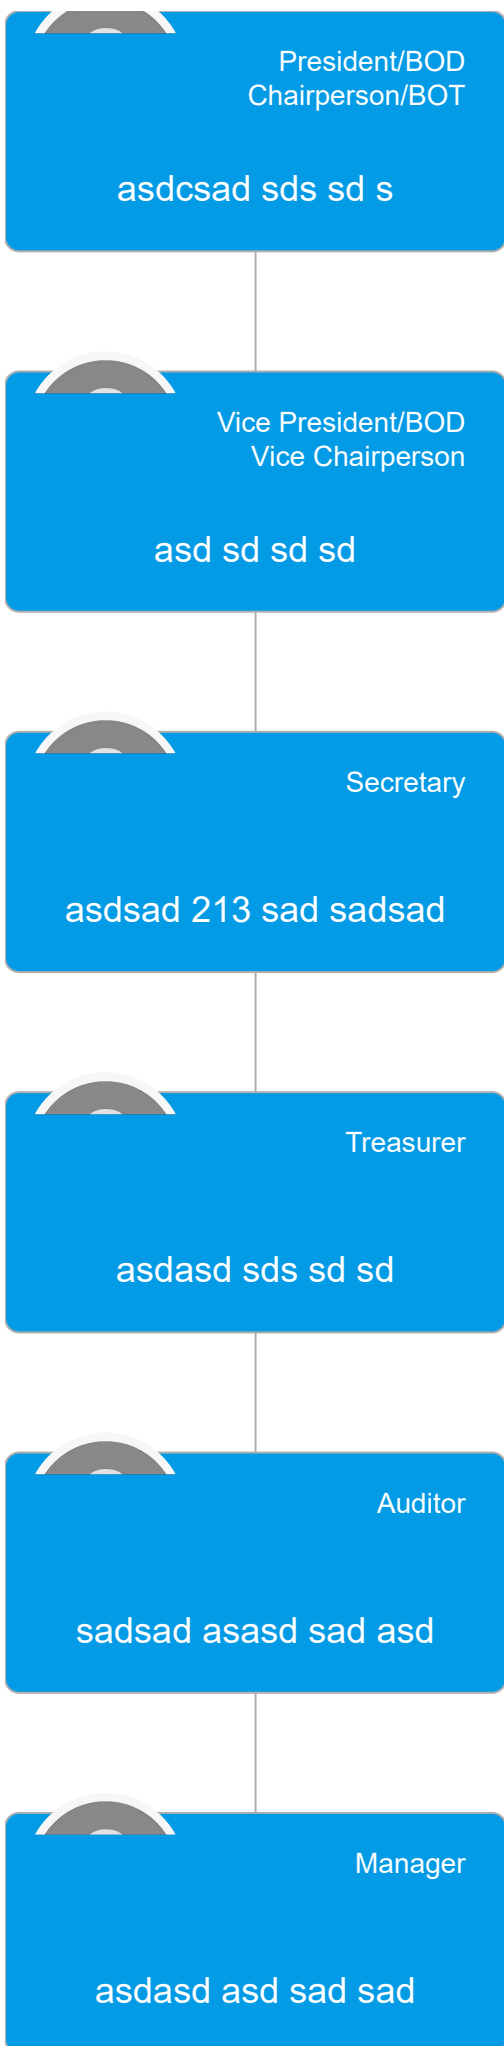 President/BOD
Chairperson/BOT
asdcsad sds sd s
Vice President/BOD
Vice Chairperson
asd sd sd sd
Secretary
asdsad 213 sad sadsad
Treasurer
asdasd sds sd sd
Auditor
sadsad asasd sad asd
Manager
asdasd asd sad sad